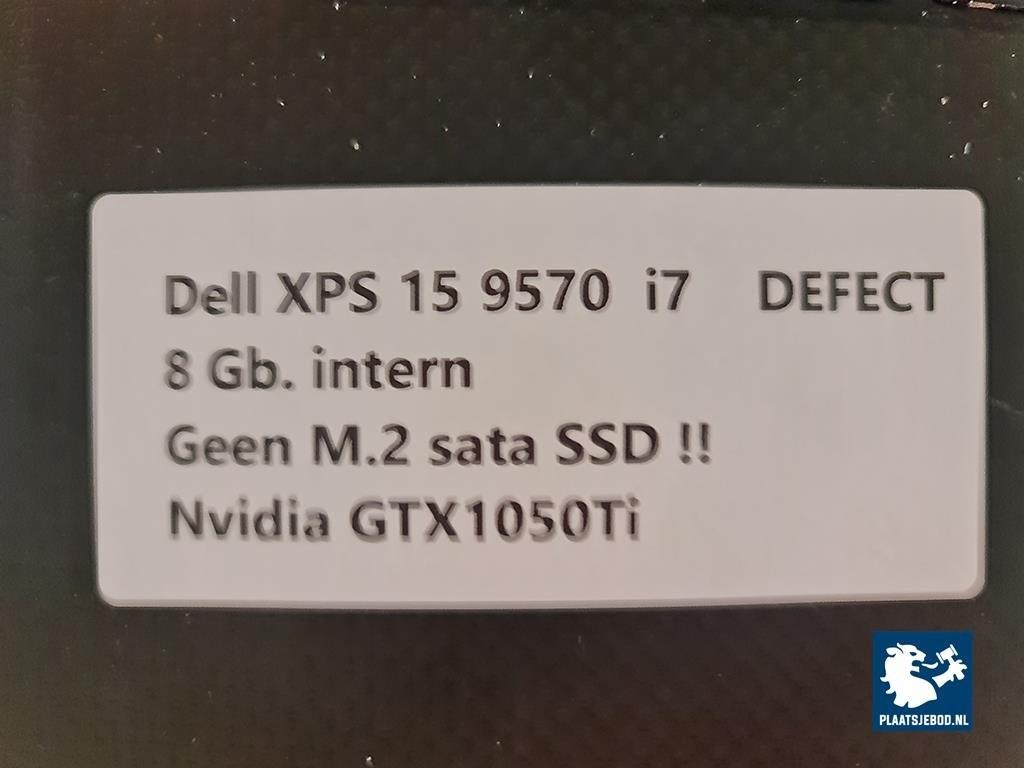 Dell XPS 15 9570 i7 DEFECT
8 Gb. intern
Geen M.2 sata SSD !!
Nvidia GTX1050Ti
PLAATSJEBOD.NL